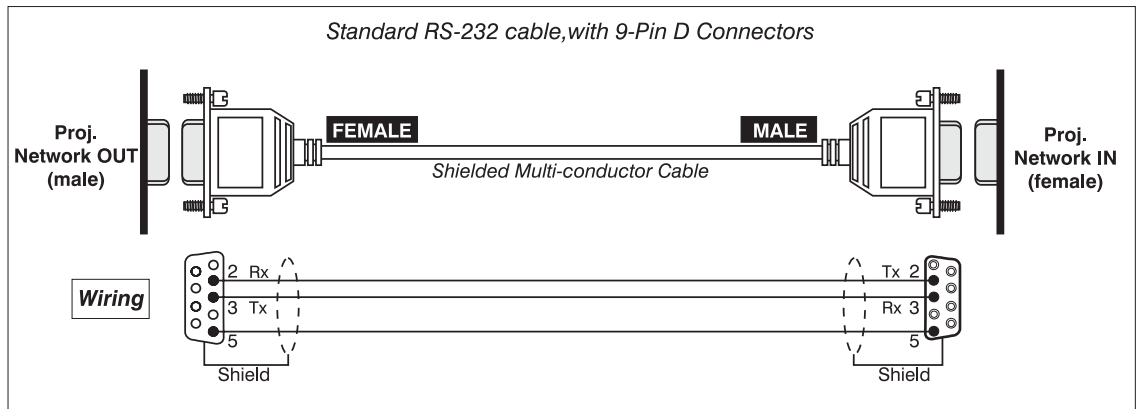 Standard RS-232 cable,with 9-Pin D Connectors
Proj.
Network OUT
(male)
FEMALE
MALE
Shielded Multi-conductor Cable
Proj.
Network IN
(female)
Wiring
2 Rx
3 Tx
5
Shield
Tx 2
Rx 3
5
Shield